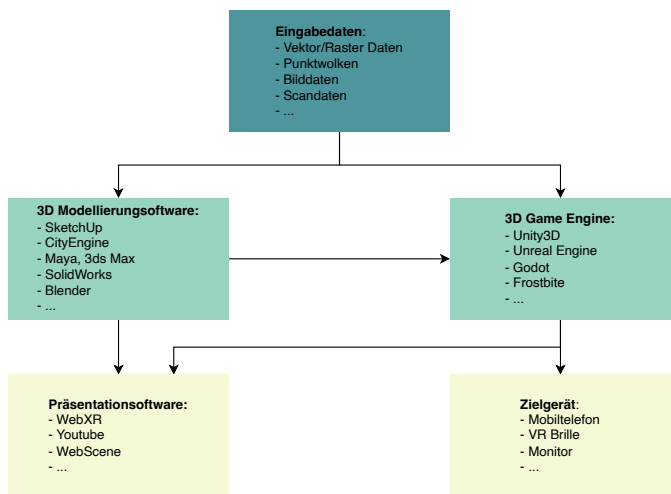 Eingabedaten:
- Vektor/Raster Daten
- Punktwolken
- Bilddaten
- Scandaten
- ...
3D Modellierungsoftware:
- SketchUp
- CityEngine
- Maya, 3ds Max
- SolidWorks
- Blender
- ...
3D Game Engine:
- Unity3D
- Unreal Engine
- Godot
- Frostbite
- ...
Präsentationsoftware:
- WebXR
- Youtube
- WebScene
- ...
Zielgerät:
- Mobiltelefon
- VR Brille
- Monitor
- ...